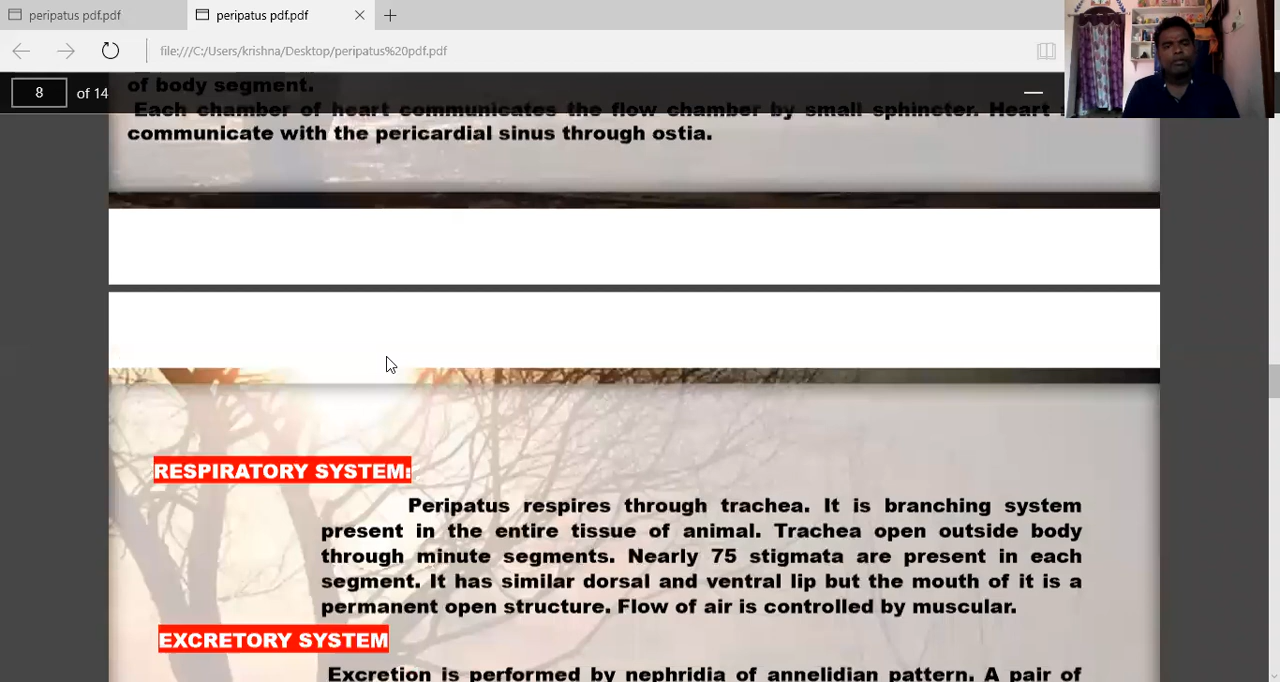 peripatus pdf.pdf
peripatus pdf.pdf
file:///C:/Users/krishna/Desktop/peripatus%20pdf.pdf
8 of 14
of body segment.
Each chamber of heart communicates the flow chamber by small sphincter. Heart
communicate with the pericardial sinus through ostia.
RESPIRATORY SYSTEM:
Peripatus respires through trachea. It is branching system
present in the entire tissue of animal. Trachea open outside body
through minute segments. Nearly 75 stigmata are present in each
segment. It has similar dorsal and ventral lip but the mouth of it is a
permanent open structure. Flow of air is controlled by muscular.
EXCRETORY SYSTEM
Excretion is performed by nephridia of annelidian pattern. A pair of